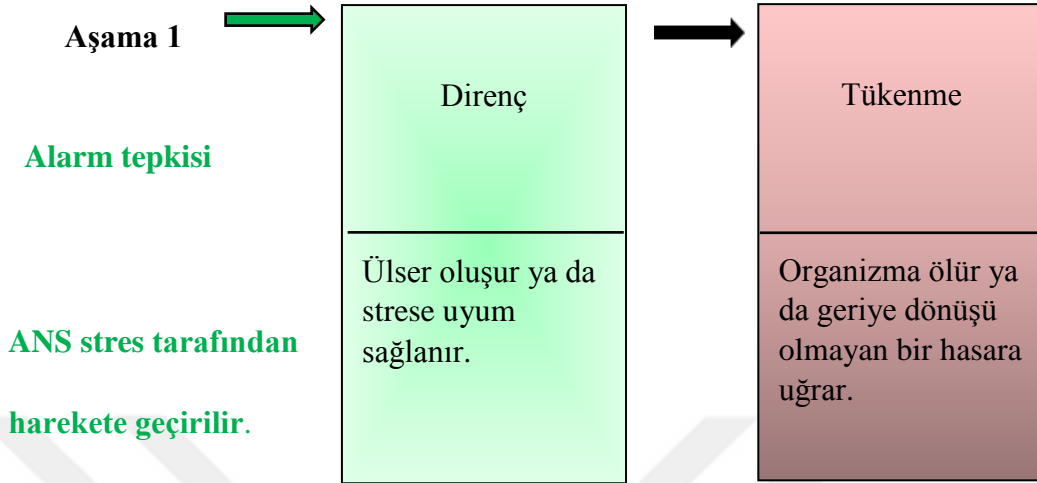 Aşama 1
Alarm tepkisi
ANS stres tarafından
harekete geçirilir.
Direnç
Ülser oluşur ya da
strese uyum
sağlanır.
Tükenme
Organizma ölür ya
da geriye dönüşü
olmayan bir hasara
uğrar.